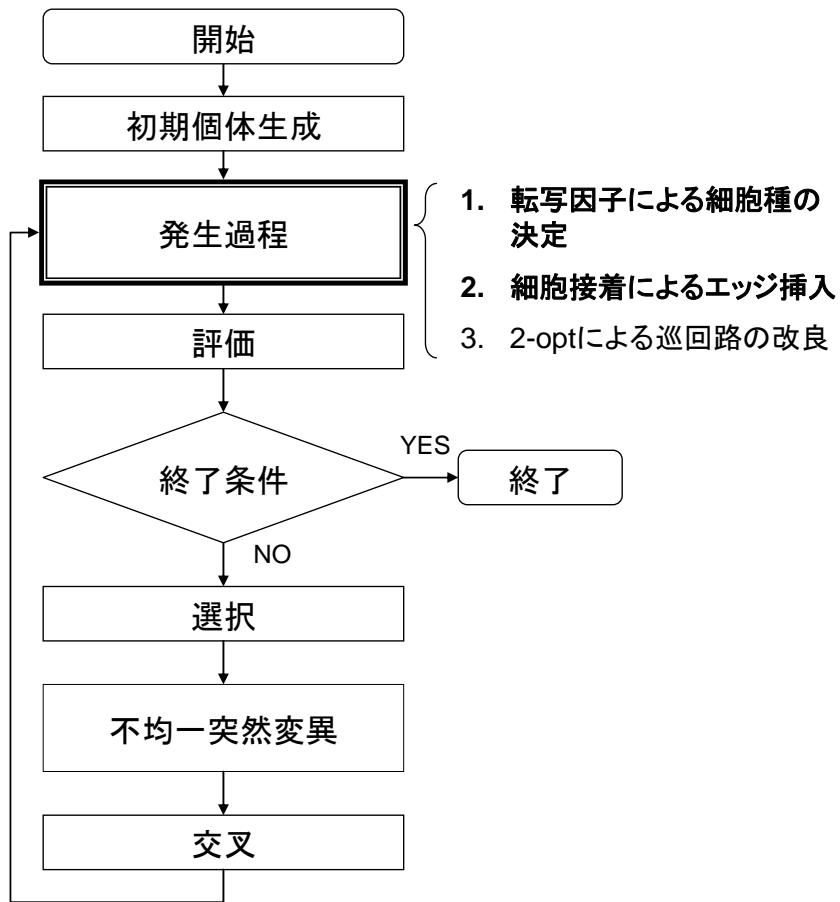 開始
初期個体生成
発生過程
1. 転写因子による細胞種の
決定
2. 細胞接着によるエッジ挿入
3. 2-optによる巡回路の改良
評価
終了条件
YES
終了
NO
選択
不均一突然変異
交叉